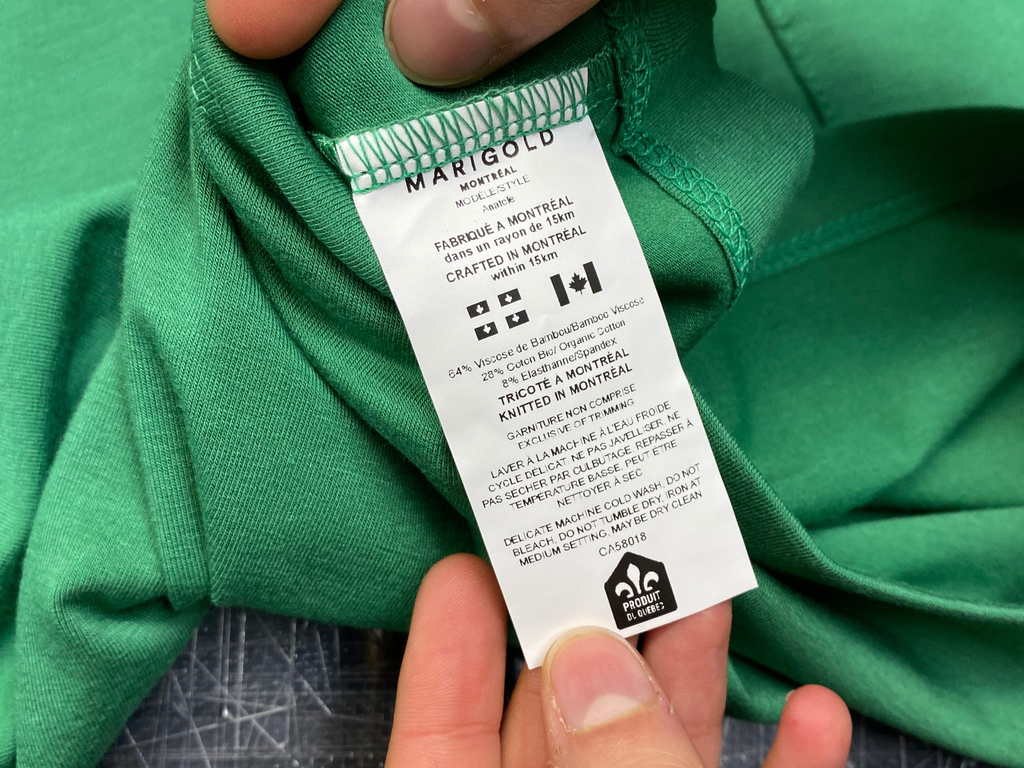 MARIGOLD
MONTRÉAL
MODÈLE/STYLE
Anatole
FABRIQUÉ A MONTRÉAL
dans un rayon de 15km
CRAFTED IN MONTRÉAL
within 15km
64% Viscose de Bambou/Bamboo Viscose
28% Coton Bio/ Organic Cotton
8% Elasthanne/Spandex
TRICOTÉ A MONTRÉAL
KNITTED IN MONTRÉAL
GARNITURE NON COMPRISE
EXCLUSIVE OF TRIMMING
LAVER À LA MACHINE À L'EAU FROIDE
CYCLE DÉLICAT. NE PAS JAVELLISER. NE
PAS SÉCHER PAR CULBUTAGE, REPASSER À
TEMPÉRATURE BASSE, PEUT ETRE
NETTOYER À SEC
DELICATE MACHINE COLD WASH, DO NOT
BLEACH, DO NOT TUMBLE DRY, IRON AT
MEDIUM SETTING, MAY BE DRY CLEAN
CA58018
PRODUIT
DU QUÉBEC